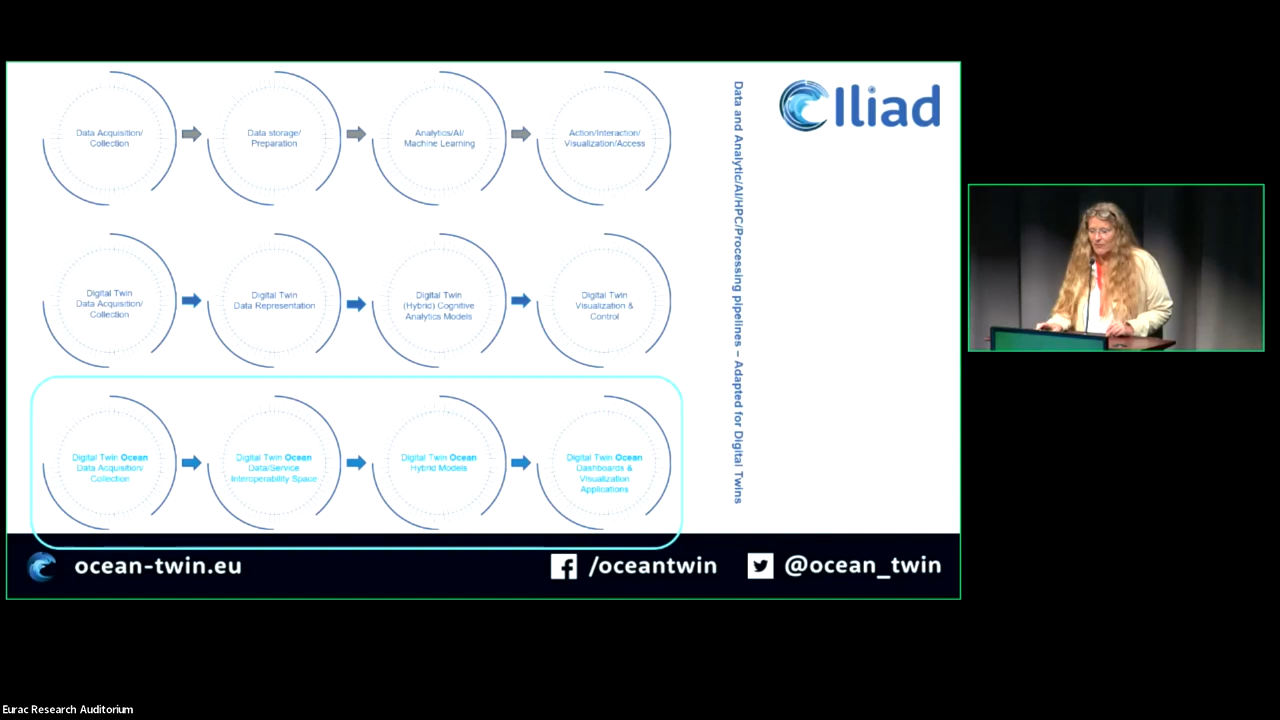 Data Acquisition/
Collection
Data storage/
Preparation
Analytics/AI/
Machine Learning
Action/Interaction/
Visualization/Access
Digital Twin
Data Acquisition/
Collection
Digital Twin
Data Representation
Digital Twin
(Hybrid) Cognitive
Analytics Models
Digital Twin
Visualization &
Control
Digital Twin Ocean
Data Acquisition/
Collection
Digital Twin Ocean
Data/Service
Interoperability Space
Digital Twin Ocean
Hybrid Models
Digital Twin Ocean
Dashboards &
Visualization
Applications
Data and Analytic/AI/HPC/Processing pipelines – Adapted for Digital Twins
Iliad
ocean-twin.eu
/oceantwin
@ocean_twin
Eurac Research Auditorium